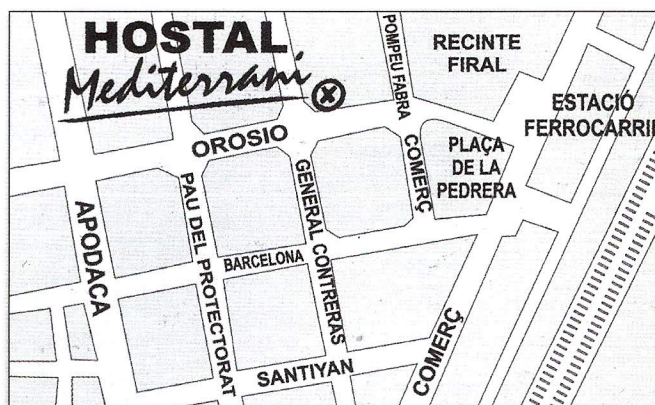 HOSTAL
Mediterrani
POMPEU FABRA
RECINTE
FIRAL
ESTACIÓ
FERROCARRIL
OROSIO
PLAÇA
DE LA
PEDRERA
COMERÇ
APODACA
PAU DEL PROTECTORAT
GENERAL CONTRERAS
BARCELONA
COMERÇ
SANTIYAN